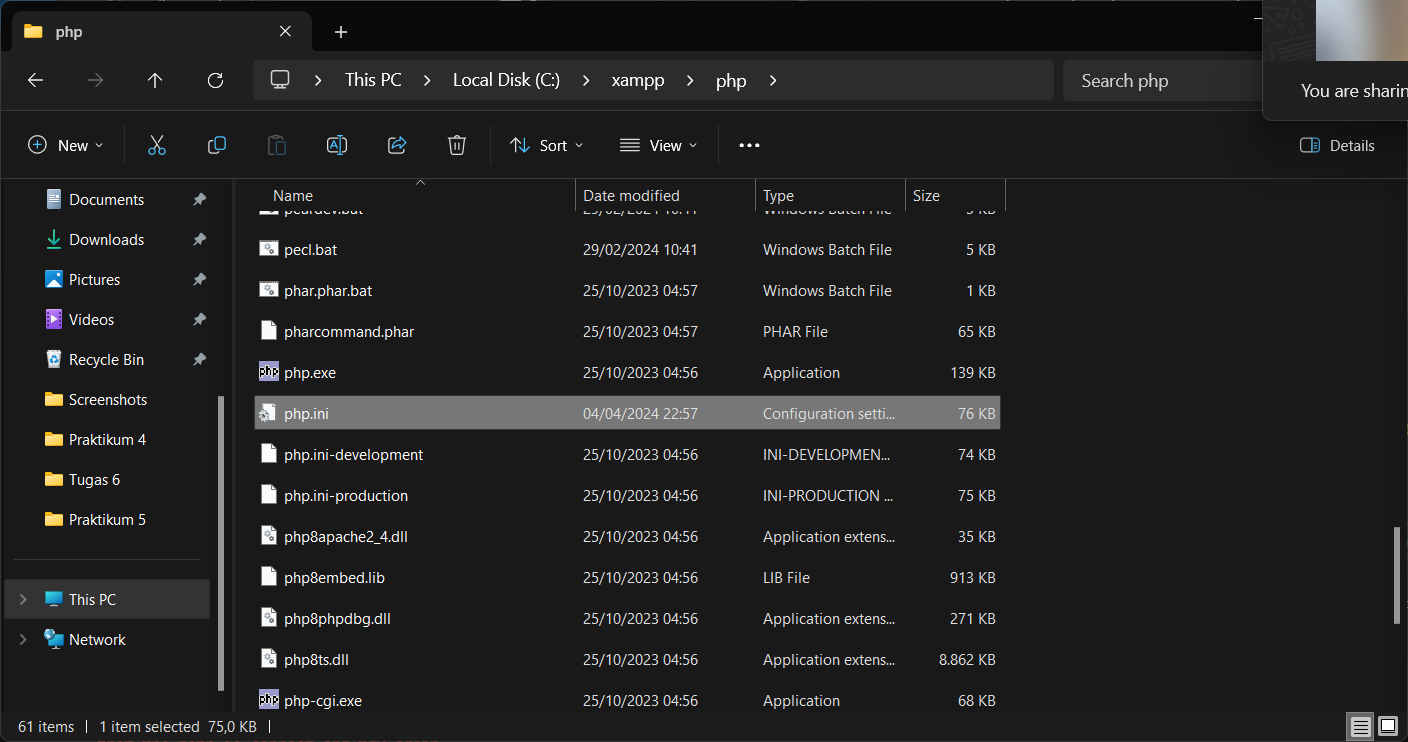 php
This PC
Local Disk (C:)
xampp
php
Search php
You are sharin
New
Sort
View
Details
Name Date modified Type Size
peardev.bat 29/02/2024 10:41 Windows Batch File 5 KB
pecl.bat 29/02/2024 10:41 Windows Batch File 5 KB
phar.phar.bat 25/10/2023 04:57 Windows Batch File 1 KB
pharcommand.phar 25/10/2023 04:57 PHAR File 65 KB
php.exe 25/10/2023 04:56 Application 139 KB
php.ini 04/04/2024 22:57 Configuration setti... 76 KB
php.ini-development 25/10/2023 04:56 INI-DEVELOPMEN... 74 KB
php.ini-production 25/10/2023 04:56 INI-PRODUCTION ... 75 KB
php8apache2_4.dll 25/10/2023 04:56 Application extens... 35 KB
php8embed.lib 25/10/2023 04:56 LIB File 913 KB
php8phpdbg.dll 25/10/2023 04:56 Application extens... 271 KB
php8ts.dll 25/10/2023 04:56 Application extens... 8.862 KB
php-cgi.exe 25/10/2023 04:56 Application 68 KB
Documents
Downloads
Pictures
Videos
Recycle Bin
Screenshots
Praktikum 4
Tugas 6
Praktikum 5
This PC
Network
61 items 1 item selected 75,0 KB